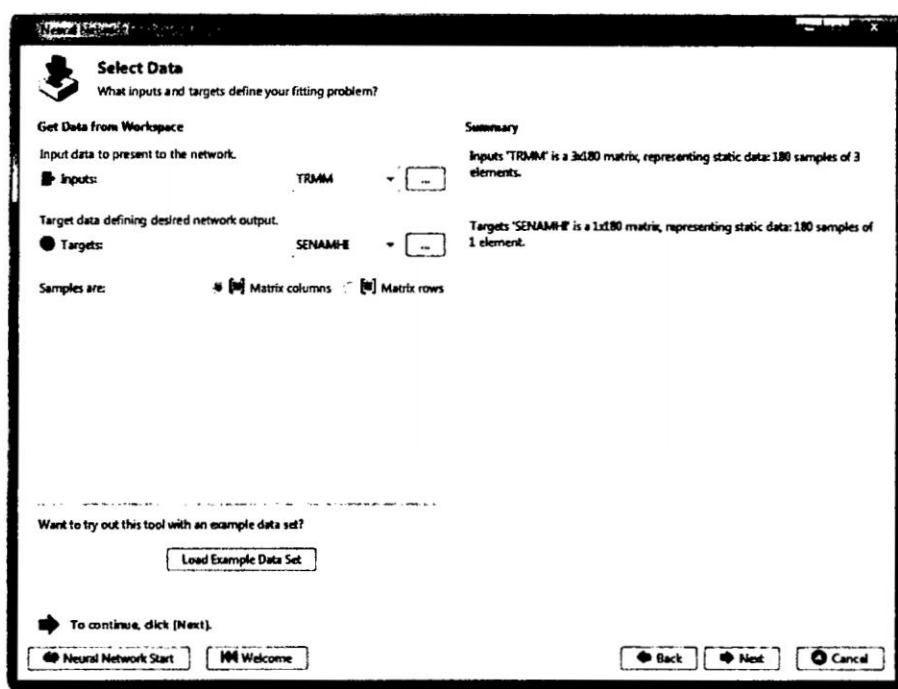 Select Data
What inputs and targets define your fitting problem?
Get Data from Workspace
Input data to present to the network.
Inputs:
TRMM
...
Target data defining desired network output.
Targets:
SENAMHI
...
Samples are:
Matrix columns
Matrix rows
Summary
Inputs 'TRMM' is a 3x180 matrix, representing static data: 180 samples of 3
elements.
Targets 'SENAMHI' is a 1x180 matrix, representing static data: 180 samples of
1 element.
Want to try out this tool with an example data set?
Load Example Data Set
To continue, click [Next].
Neural Network Start
Welcome
Back
Next
Cancel